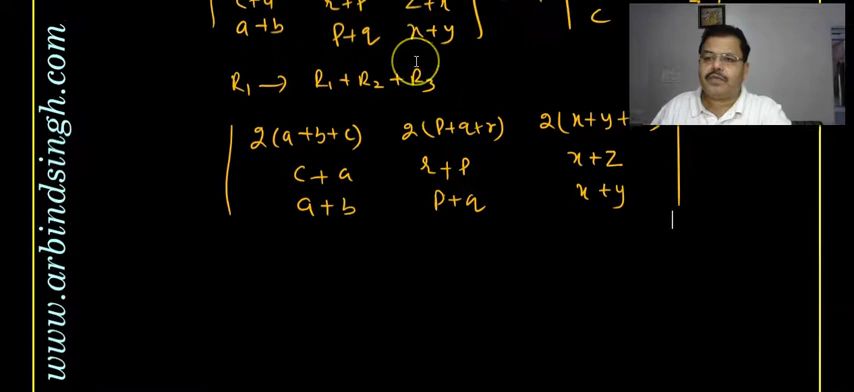 www.arbindsingh.com
a+b p+q x+y c
R1 → R1 + R2 + R3
2(a+b+c) 2(p+q+r) 2(x+y+
c+a r+p x+z
a+b p+q x+y